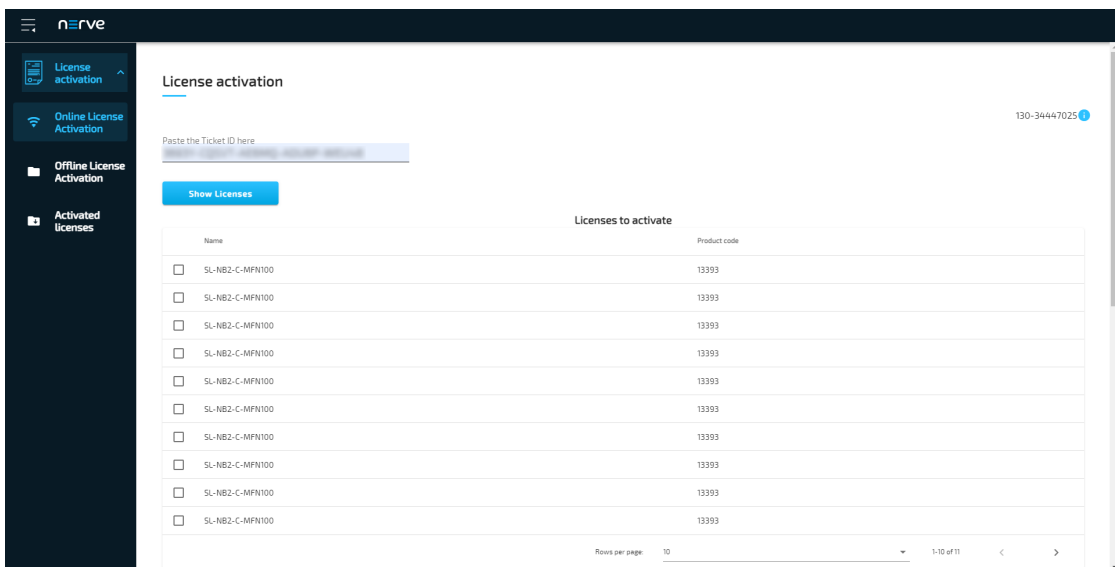 nerve
License
activation
Online License
Activation
Offline License
Activation
Activated
licenses
License activation
130-34447025
Paste the Ticket ID here
Show Licenses
Licenses to activate
Name Product code
SL-NB2-C-MFN100 13393
SL-NB2-C-MFN100 13393
SL-NB2-C-MFN100 13393
SL-NB2-C-MFN100 13393
SL-NB2-C-MFN100 13393
SL-NB2-C-MFN100 13393
SL-NB2-C-MFN100 13393
SL-NB2-C-MFN100 13393
SL-NB2-C-MFN100 13393
SL-NB2-C-MFN100 13393
Rows per page: 10 1-10 of 11